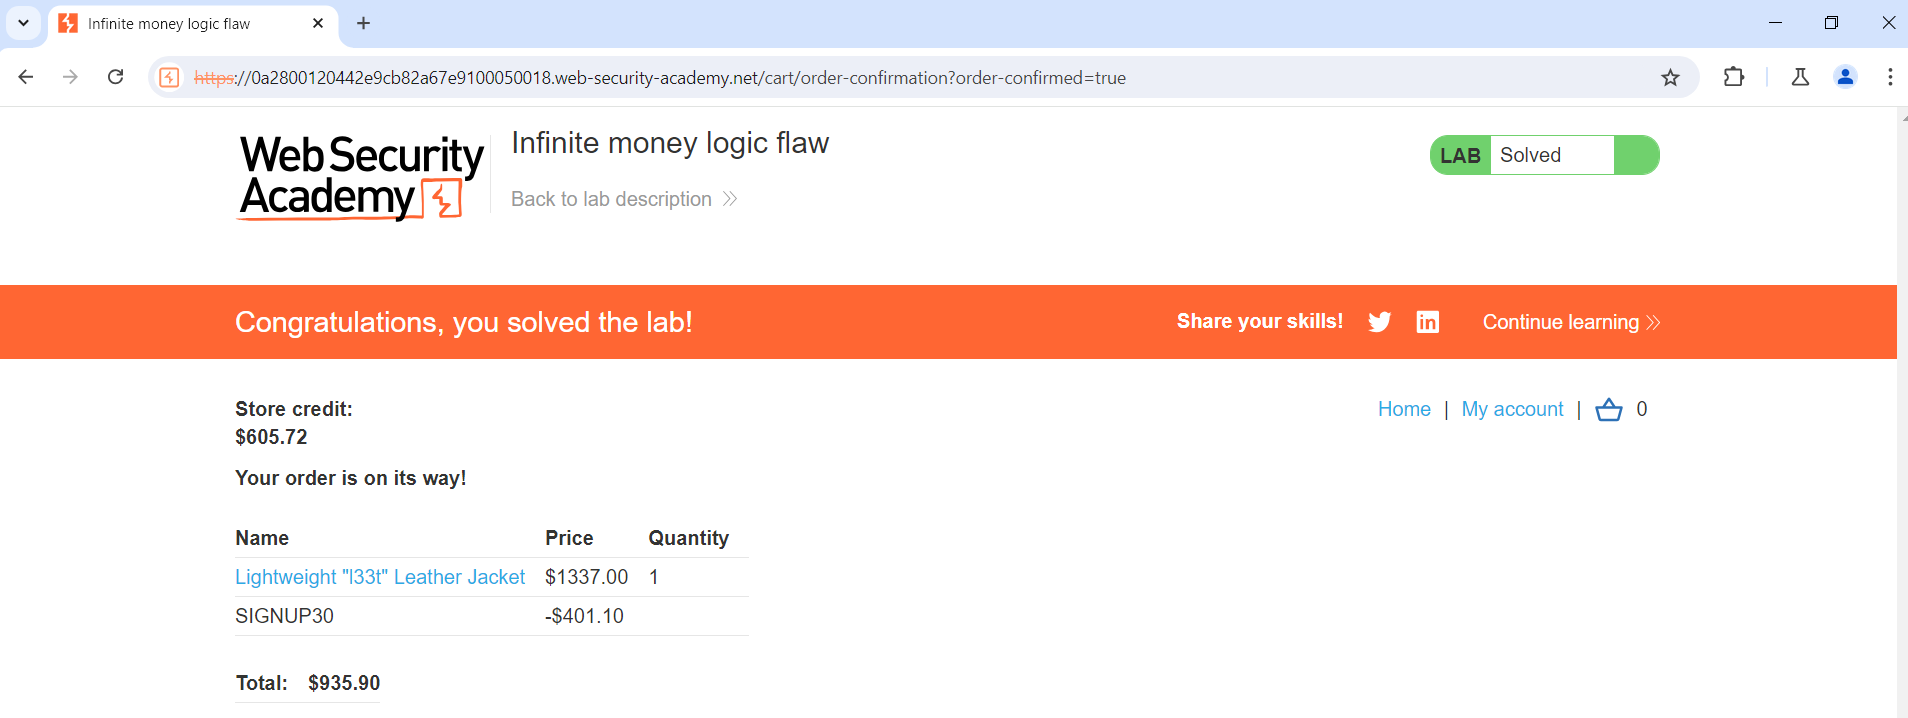 Infinite money logic flaw
https://0a2800120442e9cb82a67e9100050018.web-security-academy.net/cart/order-confirmation?order-confirmed=true
Web Security
Academy
Infinite money logic flaw
Back to lab description
LAB Solved
Congratulations, you solved the lab!
Share your skills!
Continue learning
Store credit:
$605.72
Home | My account | 0
Your order is on its way!
Name Price Quantity
Lightweight "l33t" Leather Jacket $1337.00 1
SIGNUP30 -$401.10
Total: $935.90